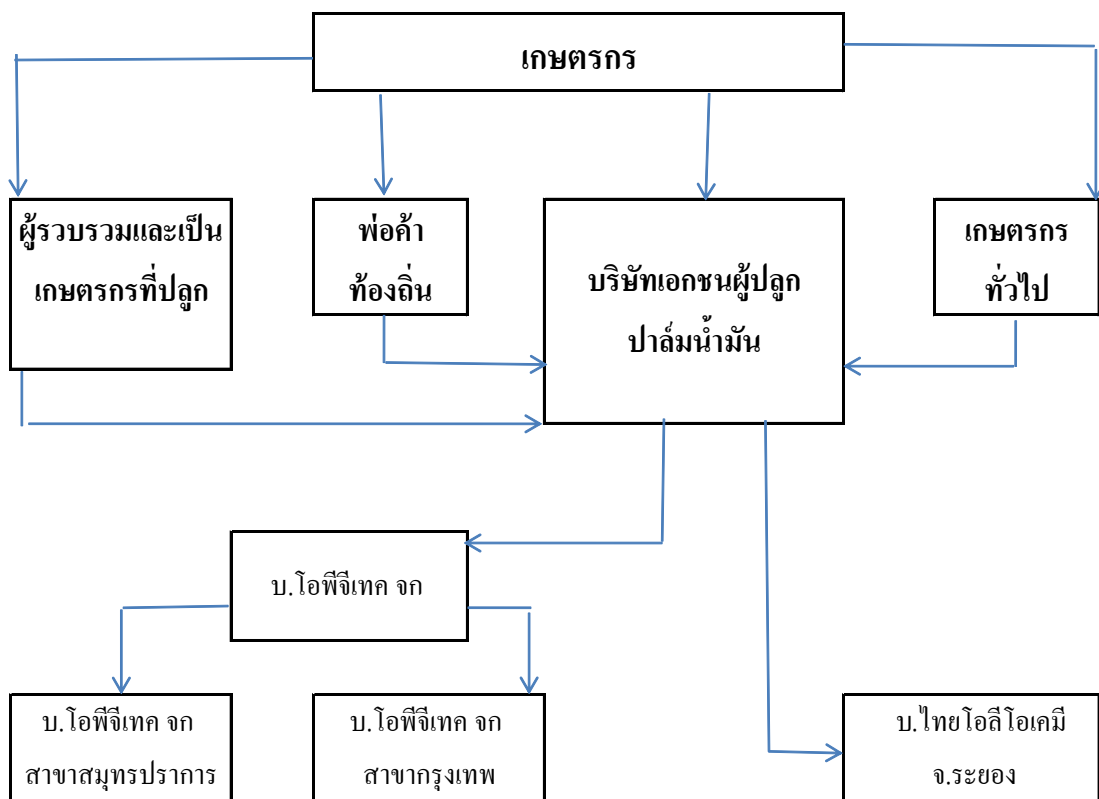 เกษตรกร
ผู้รวบรวมและเป็น
เกษตรกรที่ปลูก
พ่อค้า
ท้องถิ่น
บริษัทเอกชนผู้ปลูก
ปาล์มน้ำมัน
เกษตรกร
ทั่วไป
บ.โอพีจีเทค จก
บ.โอพีจีเทค จก
สาขาสมุทรปราการ
บ.โอพีจีเทค จก
สาขากรุงเทพ
บ.ไทยโอลีโอเคมี
จ.ระยอง